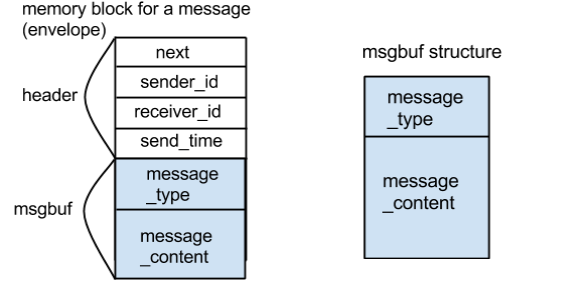 memory block for a message
(envelope)
next
sender_id
header
receiver_id
send_time
message
_type
msgbuf
message
_content
msgbuf structure
message
_type
message
_content